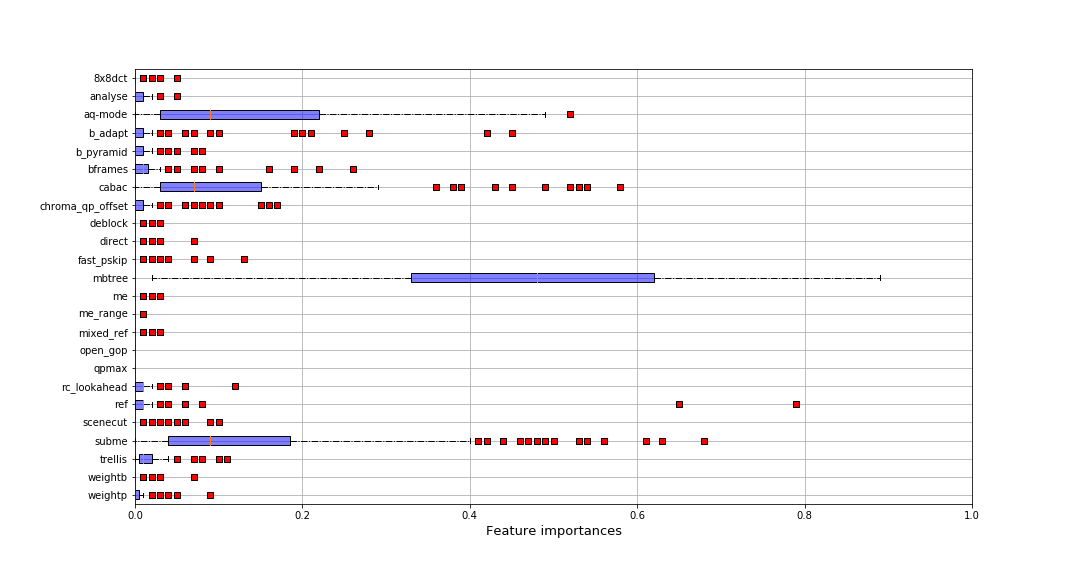 8x8dct
analyse
aq-mode
b_adapt
b_pyramid
bframes
cabac
chroma_qp_offset
deblock
direct
fast_pskip
mbtree
me
me_range
mixed_ref
open_gop
qpmax
rc_lookahead
ref
scenecut
subme
trellis
weightb
weightp
0.0 0.2 0.4 0.6 0.8 1.0
Feature importances